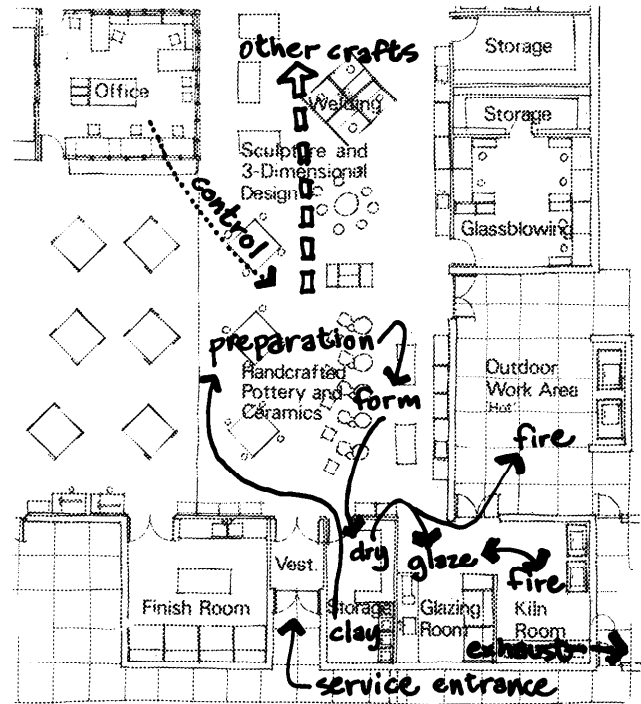 other crafts
Storage
Office
Welding
Storage
Sculpture and
3-Dimensional
Design
control
Glassblowing
preparation
Handcrafted
Pottery and
Ceramics
form
Outdoor
Work Area
Hot
fire
dry
glaze
Vest.
fire
Finish Room
Storage
Glazing
Room
Kiln
Room
clay
exhaust
service entrance